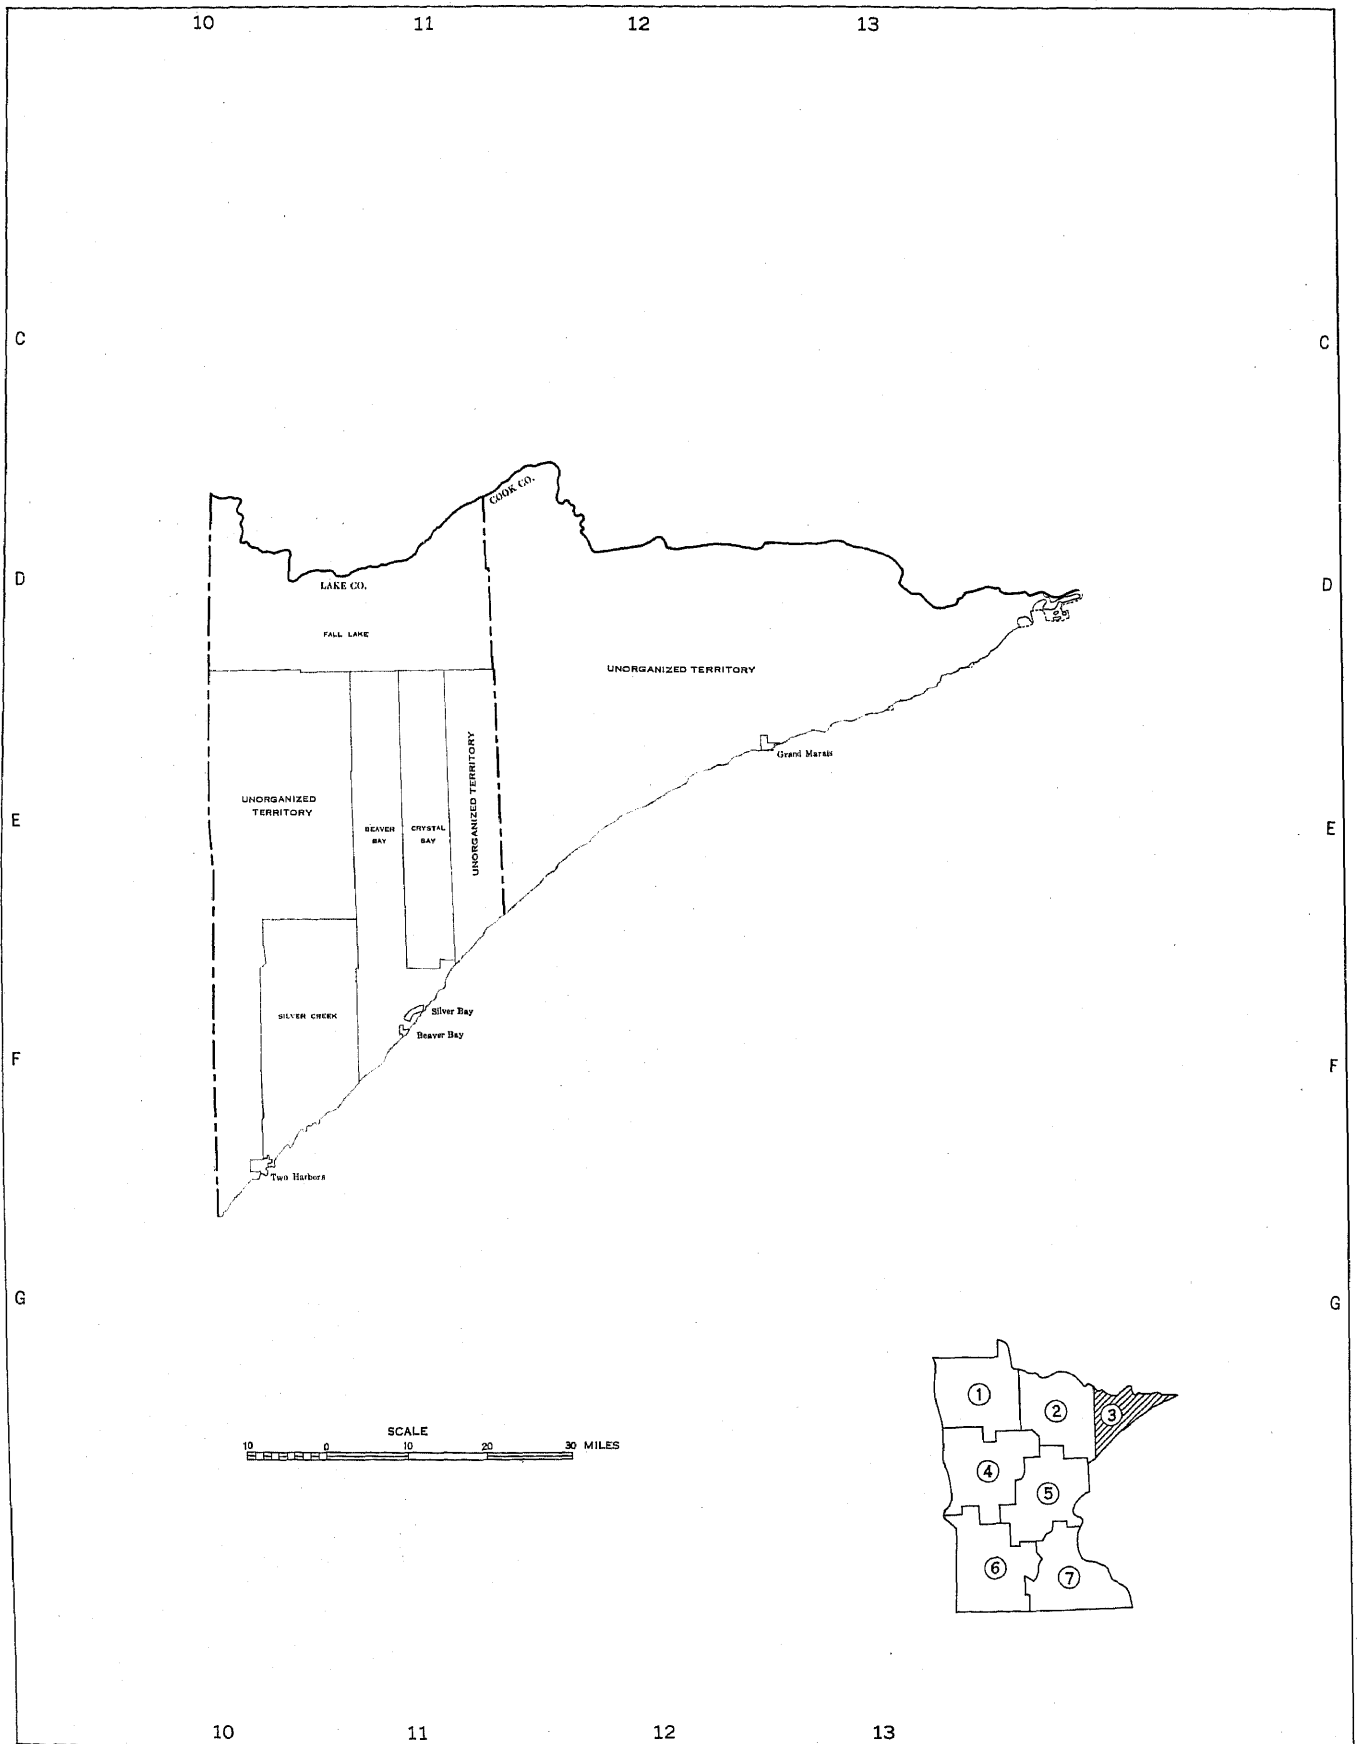 10 11 12 13
C C
COOK CO.
D D
LAKE CO.
FALL LAKE
UNORGANIZED TERRITORY
UNORGANIZED TERRITORY
Grand Marais
UNORGANIZED
TERRITORY
E E
BEAVER
BAY
CRYSTAL
BAY
Silver Bay
SILVER CREEK
Beaver Bay
F F
Two Harbors
G G
1
2
3
SCALE
10 0 10 20 30 MILES
4
5
6
7
10 11 12 13